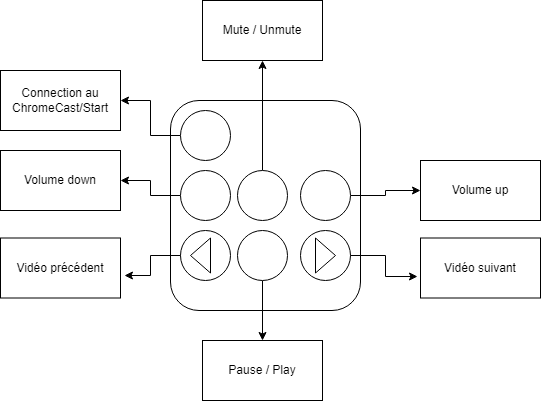 Mute / Unmute
Connection au
ChromeCast/Start
Volume down
Volume up
Vidéo précédent
Vidéo suivant
Pause / Play